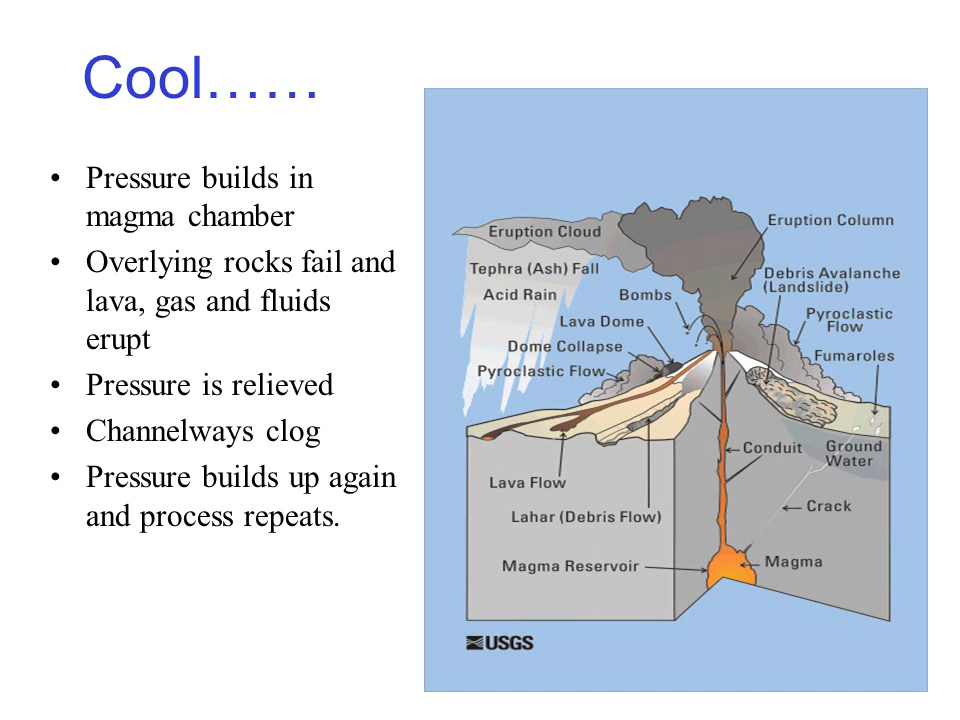 Cool……
• Pressure builds in
magma chamber
• Overlying rocks fail and
lava, gas and fluids
erupt
• Pressure is relieved
• Channelways clog
• Pressure builds up again
and process repeats.
Eruption Cloud
Eruption Column
Tephra (Ash) Fall
Debris Avalanche
(Landslide)
Acid Rain
Bombs
Pyroclastic
Flow
Lava Dome
Dome Collapse
Fumaroles
Pyroclastic Flow
Conduit
Ground
Water
Lava Flow
Crack
Lahar (Debris Flow)
Magma Reservoir
Magma
USGS